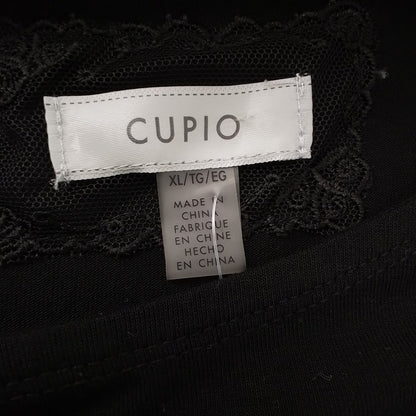 CUPIO
XL/TG/EG
MADE IN
CHINA
FABRIQUE
EN CHINE
HECHO
EN CHINA